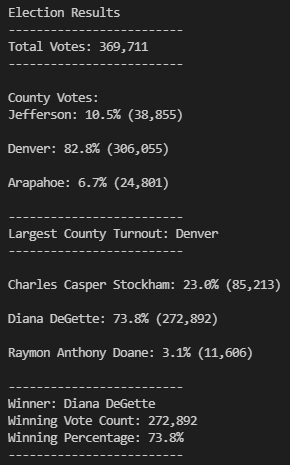 Election Results
-------------------------
Total Votes: 369,711
-------------------------
County Votes:
Jefferson: 10.5% (38,855)
Denver: 82.8% (306,055)
Arapahoe: 6.7% (24,801)
-------------------------
Largest County Turnout: Denver
-------------------------
Charles Casper Stockham: 23.0% (85,213)
Diana DeGette: 73.8% (272,892)
Raymon Anthony Doane: 3.1% (11,606)
-------------------------
Winner: Diana DeGette
Winning Vote Count: 272,892
Winning Percentage: 73.8%
-------------------------